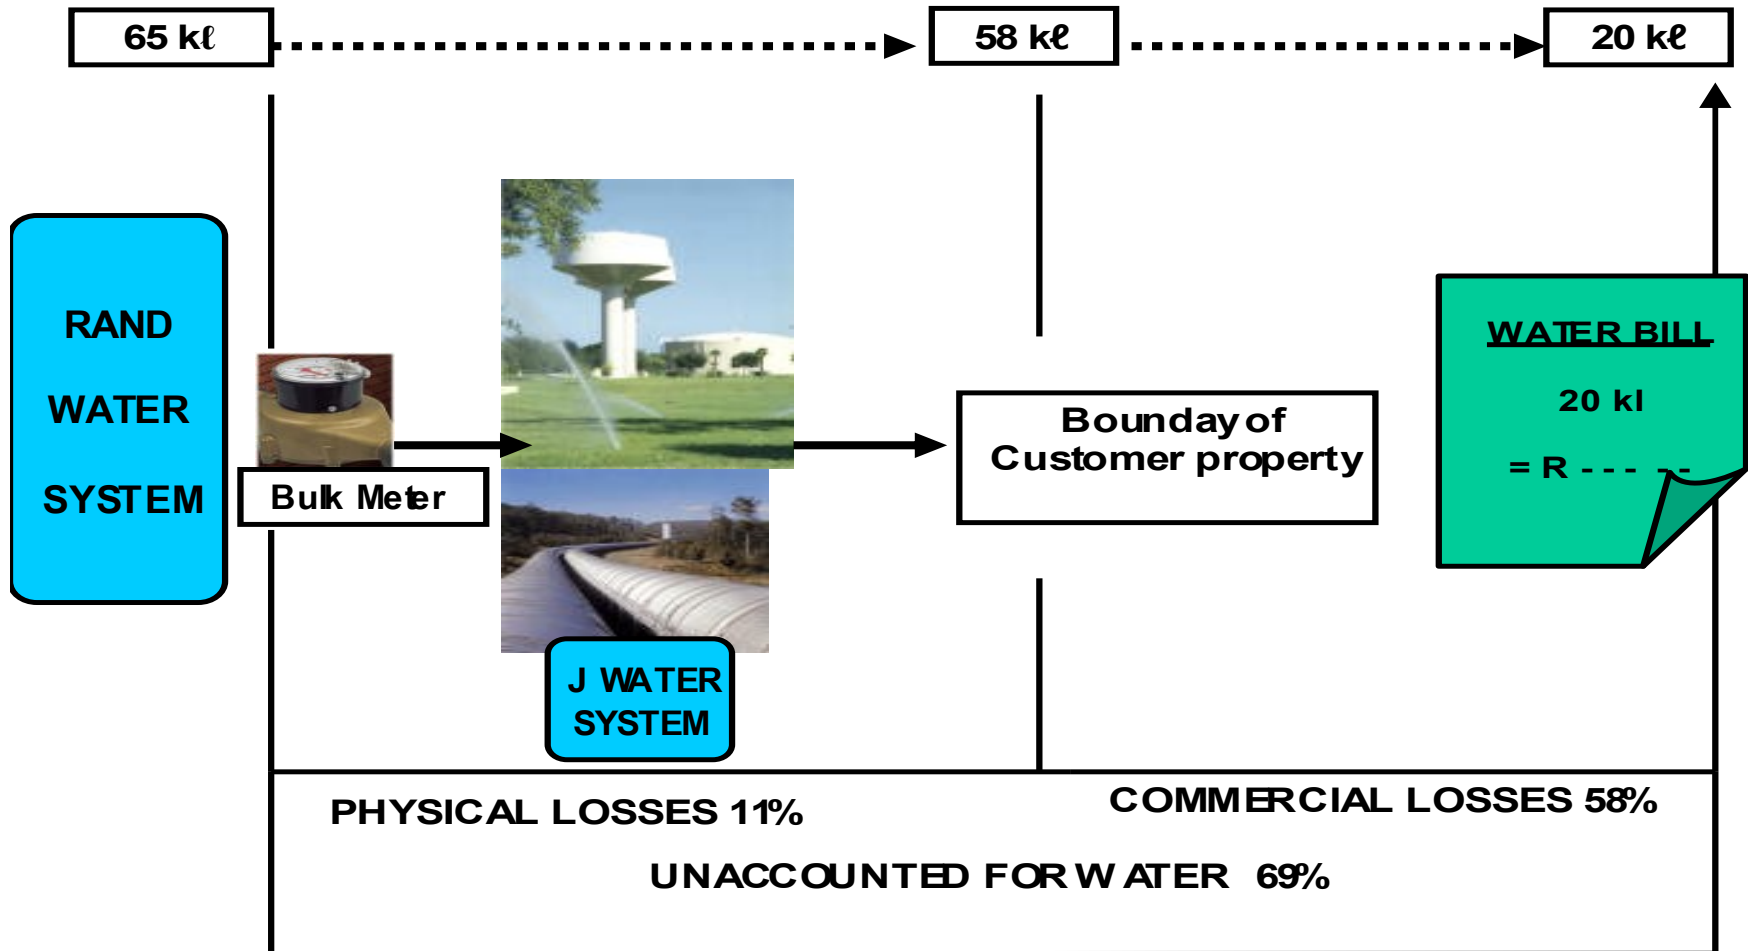 65 kℓ
58 kℓ
20 kℓ
RAND
WATER
SYSTEM
Bulk Meter
J WATER
SYSTEM
Bounday of
Customer property
WATER BILL
20 kl
= R - - - - -
PHYSICAL LOSSES 11%
COMMERCIAL LOSSES 58%
UNACCOUNTED FOR WATER 69%